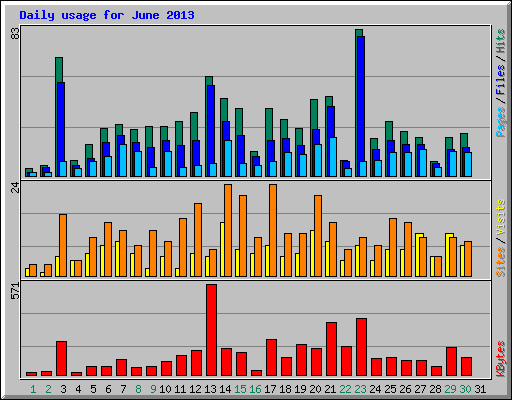 Daily usage for June 2013
83
24
571
Pages / Files / Hits
Sites / Visits
KBytes
1 2 3 4 5 6 7 8 9 10 11 12 13 14 15 16 17 18 19 20 21 22 23 24 25 26 27 28 29 30 31